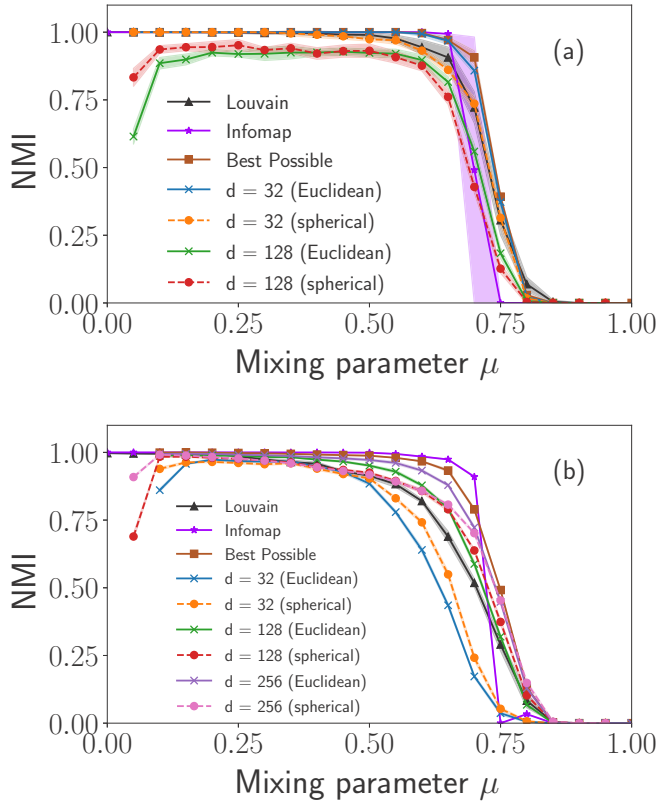 1.00
(a)
0.75
Louvain
Infomap
0.50
Best Possible
d = 32 (Euclidean)
d = 32 (spherical)
0.25
d = 128 (Euclidean)
d = 128 (spherical)
0.00
NMI
0.00 0.25 0.50 0.75 1.00
Mixing parameter μ
1.00
(b)
0.75
Louvain
Infomap
Best Possible
0.50
d = 32 (Euclidean)
d = 32 (spherical)
d = 128 (Euclidean)
0.25
d = 128 (spherical)
d = 256 (Euclidean)
d = 256 (spherical)
0.00
NMI
0.00 0.25 0.50 0.75 1.00
Mixing parameter μ